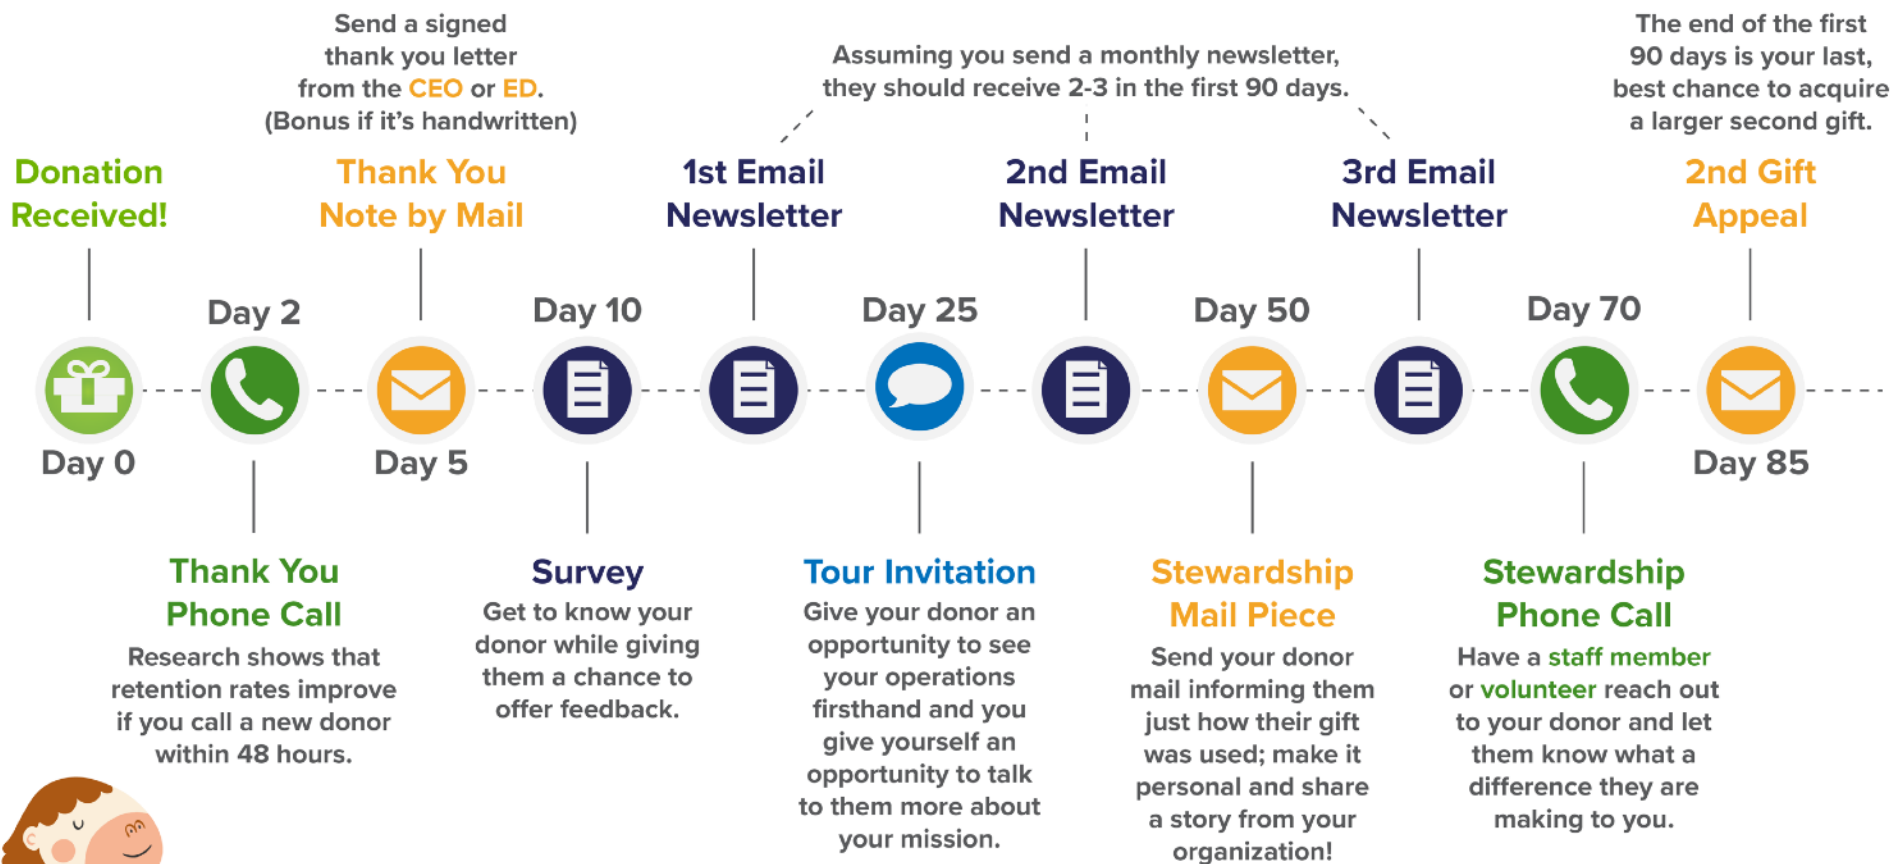 Send a signed
thank you letter
from the CEO or ED.
(Bonus if it's handwritten)
Assuming you send a monthly newsletter,
they should receive 2-3 in the first 90 days.
The end of the first
90 days is your last,
best chance to acquire
a larger second gift.
Donation
Received!
Thank You
Note by Mail
1st Email
Newsletter
2nd Email
Newsletter
3rd Email
Newsletter
2nd Gift
Appeal
Day 2
Day 10
Day 25
Day 50
Day 70
Day 0
Day 5
Day 85
Thank You
Phone Call
Research shows that
retention rates improve
if you call a new donor
within 48 hours.
Survey
Get to know your
donor while giving
them a chance to
offer feedback.
Tour Invitation
Give your donor an
opportunity to see
your operations
firsthand and you
give yourself an
opportunity to talk
to them more about
your mission.
Stewardship
Mail Piece
Send your donor
mail informing them
just how their gift
was used; make it
personal and share
a story from your
organization!
Stewardship
Phone Call
Have a staff member
or volunteer reach out
to your donor and let
them know what a
difference they are
making to you.